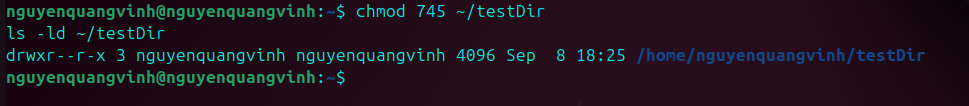 nguyenquangvinh@nguyenquangvinh:~$ chmod 745 ~/testDir
ls -ld ~/testDir
drwxr--r-x 3 nguyenquangvinh nguyenquangvinh 4096 Sep  8 18:25 /home/nguyenquangvinh/testDir
nguyenquangvinh@nguyenquangvinh:~$